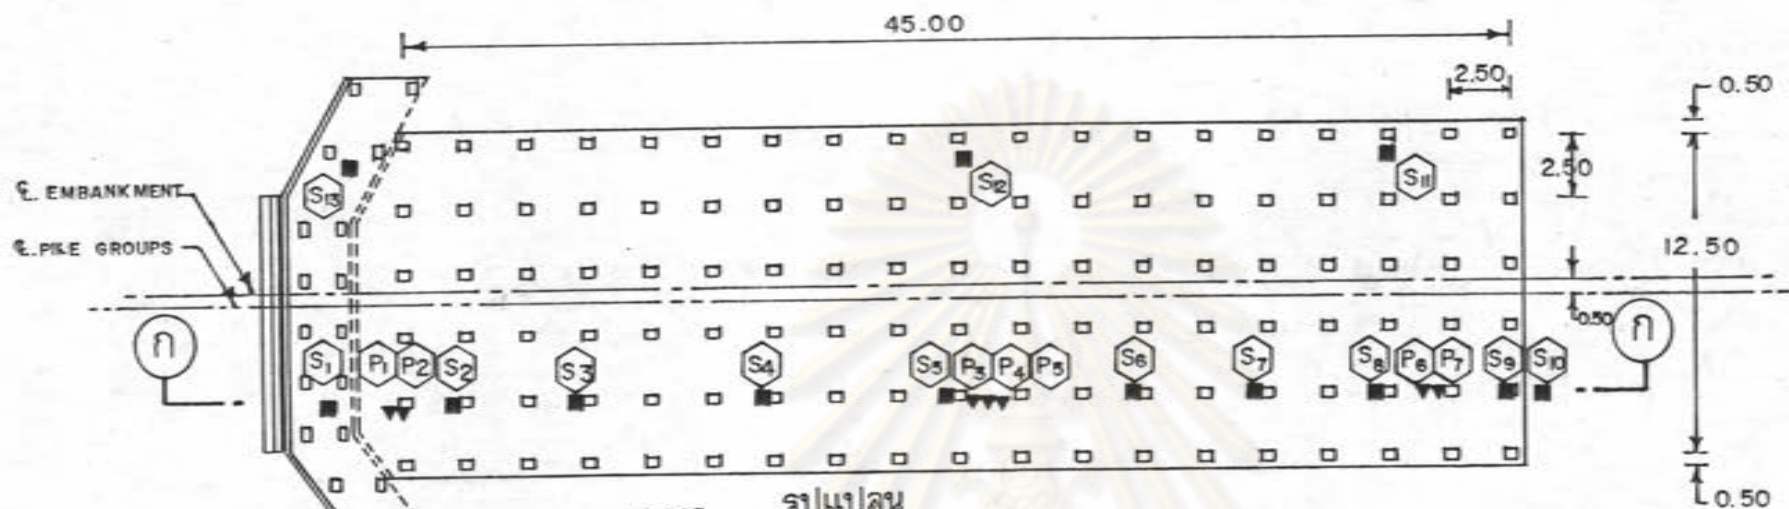 45.00
2.50
0.50
2.50
S13
S12
S11
℄ EMBANKMENT
℄ PILE GROUPS
12.50
0.50
ก
S1 P1 P2 S2 S3 S4 S5 P3 P4 P5 S6 S7 S8 P6 P7 S9 S10
ก
0.50
รูปแปลน